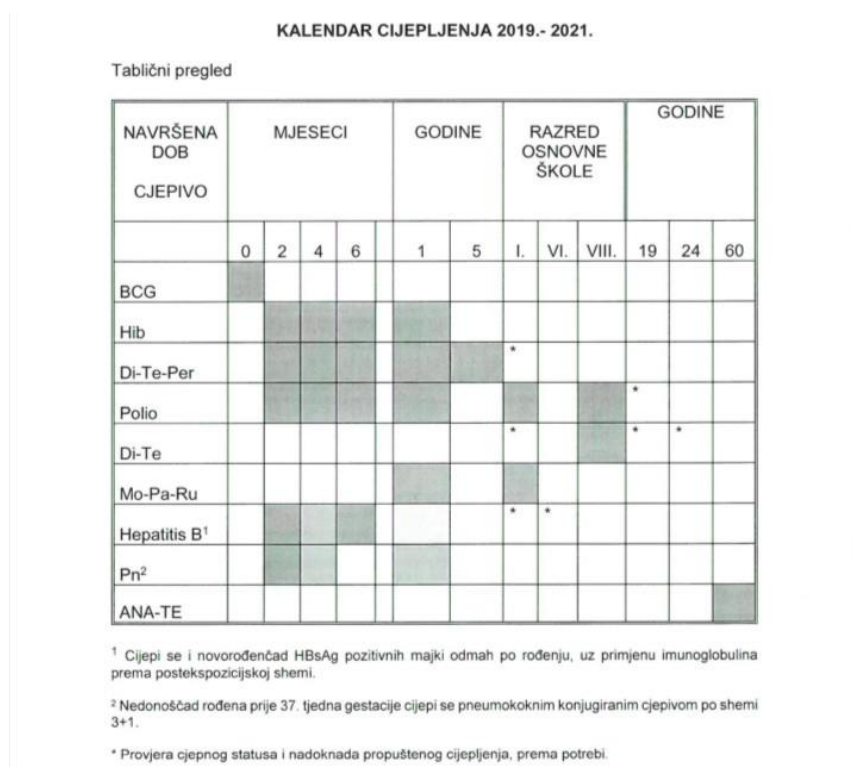 KALENDAR CIJEPLJENJA 2019.- 2021.
Tablični pregled
NAVRŠENA DOB CJEPIVO MJESECI GODINE RAZRED OSNOVNE ŠKOLE GODINE
0 2 4 6 1 5 I. VI. VIII. 19 24 60
BCG
Hib
Di-Te-Per *
Polio *
Di-Te * * *
Mo-Pa-Ru
Hepatitis B¹ * *
Pn²
ANA-TE
¹ Cijepi se i novorođenčad HBsAg pozitivnih majki odmah po rođenju, uz primjenu imunoglobulina
prema postekspozicijskoj shemi.
² Nedonoščad rođena prije 37. tjedna gestacije cijepi se pneumokoknim konjugiranim cjepivom po shemi
3+1.
* Provjera cjepnog statusa i nadoknada propuštenog cijepljenja, prema potrebi.